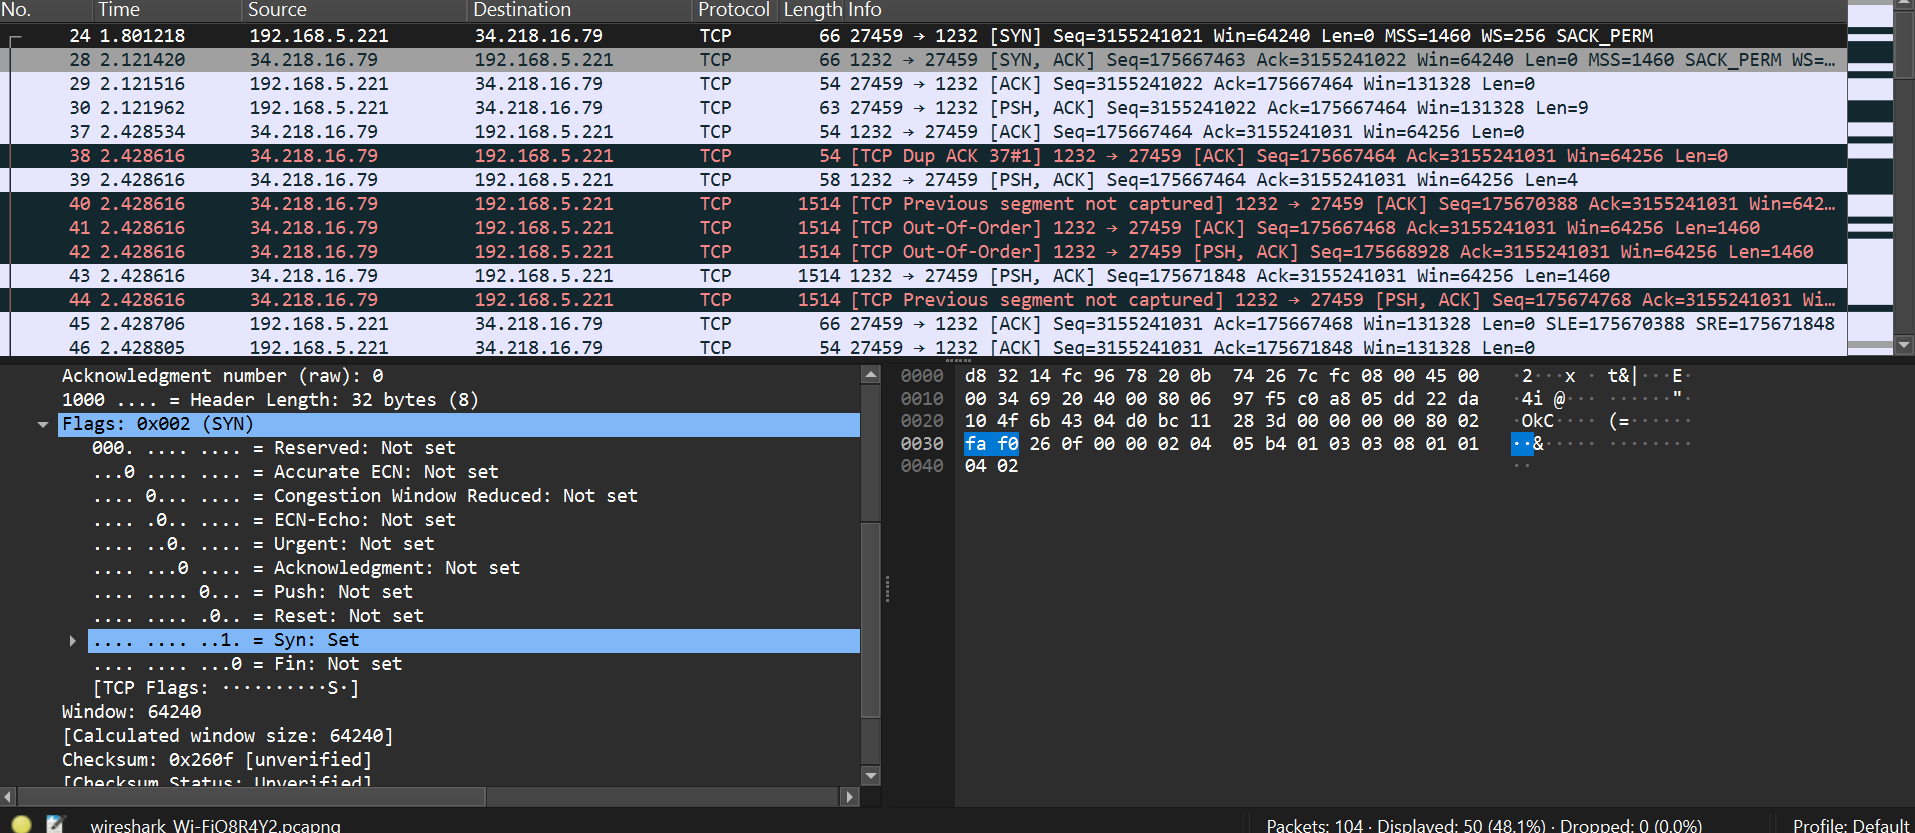 No. Time Source Destination Protocol Length Info
24 1.801218 192.168.5.221 34.218.16.79 TCP 66 27459 → 1232 [SYN] Seq=3155241021 Win=64240 Len=0 MSS=1460 WS=256 SACK_PERM
28 2.121420 34.218.16.79 192.168.5.221 TCP 66 1232 → 27459 [SYN, ACK] Seq=175667463 Ack=3155241022 Win=64240 Len=0 MSS=1460 SACK_PERM WS=…
29 2.121516 192.168.5.221 34.218.16.79 TCP 54 27459 → 1232 [ACK] Seq=3155241022 Ack=175667464 Win=131328 Len=0
30 2.121962 192.168.5.221 34.218.16.79 TCP 63 27459 → 1232 [PSH, ACK] Seq=3155241022 Ack=175667464 Win=131328 Len=9
37 2.428534 34.218.16.79 192.168.5.221 TCP 54 1232 → 27459 [ACK] Seq=175667464 Ack=3155241031 Win=64256 Len=0
38 2.428616 34.218.16.79 192.168.5.221 TCP 54 [TCP Dup ACK 37#1] 1232 → 27459 [ACK] Seq=175667464 Ack=3155241031 Win=64256 Len=0
39 2.428616 34.218.16.79 192.168.5.221 TCP 58 1232 → 27459 [PSH, ACK] Seq=175667464 Ack=3155241031 Win=64256 Len=4
40 2.428616 34.218.16.79 192.168.5.221 TCP 1514 [TCP Previous segment not captured] 1232 → 27459 [ACK] Seq=175670388 Ack=3155241031 Win=642…
41 2.428616 34.218.16.79 192.168.5.221 TCP 1514 [TCP Out-Of-Order] 1232 → 27459 [ACK] Seq=175667468 Ack=3155241031 Win=64256 Len=1460
42 2.428616 34.218.16.79 192.168.5.221 TCP 1514 [TCP Out-Of-Order] 1232 → 27459 [PSH, ACK] Seq=175668928 Ack=3155241031 Win=64256 Len=1460
43 2.428616 34.218.16.79 192.168.5.221 TCP 1514 1232 → 27459 [PSH, ACK] Seq=175671848 Ack=3155241031 Win=64256 Len=1460
44 2.428616 34.218.16.79 192.168.5.221 TCP 1514 [TCP Previous segment not captured] 1232 → 27459 [PSH, ACK] Seq=175674768 Ack=3155241031 Wi…
45 2.428706 192.168.5.221 34.218.16.79 TCP 66 27459 → 1232 [ACK] Seq=3155241031 Ack=175667468 Win=131328 Len=0 SLE=175670388 SRE=175671848
46 2.428805 192.168.5.221 34.218.16.79 TCP 54 27459 → 1232 [ACK] Seq=3155241031 Ack=175671848 Win=131328 Len=0
Acknowledgment number (raw): 0
1000 .... = Header Length: 32 bytes (8)
Flags: 0x002 (SYN)
000. .... .... = Reserved: Not set
...0 .... .... = Accurate ECN: Not set
.... 0... .... = Congestion Window Reduced: Not set
.... .0.. .... = ECN-Echo: Not set
.... ..0. .... = Urgent: Not set
.... ...0 .... = Acknowledgment: Not set
.... .... 0... = Push: Not set
.... .... .0.. = Reset: Not set
.... .... ..1. = Syn: Set
.... .... ...0 = Fin: Not set
[TCP Flags: ··········S·]
Window: 64240
[Calculated window size: 64240]
Checksum: 0x260f [unverified]
[Checksum Status: Unverified]
0000 d8 32 14 fc 96 78 20 0b 74 26 7c fc 08 00 45 00 ·2···x · t&|···E·
0010 00 34 69 20 40 00 80 06 97 f5 c0 a8 05 dd 22 da ·4i @··· ······"·
0020 10 4f 6b 43 04 d0 bc 11 28 3d 00 00 00 00 80 02 ·OkC···· (=······
0030 fa f0 26 0f 00 00 02 04 05 b4 01 03 03 08 01 01 ··&····· ········
0040 04 02 ··
wireshark_Wi-FiO8R4Y2.pcapng Packets: 104 · Displayed: 50 (48.1%) · Dropped: 0 (0.0%) Profile: Default